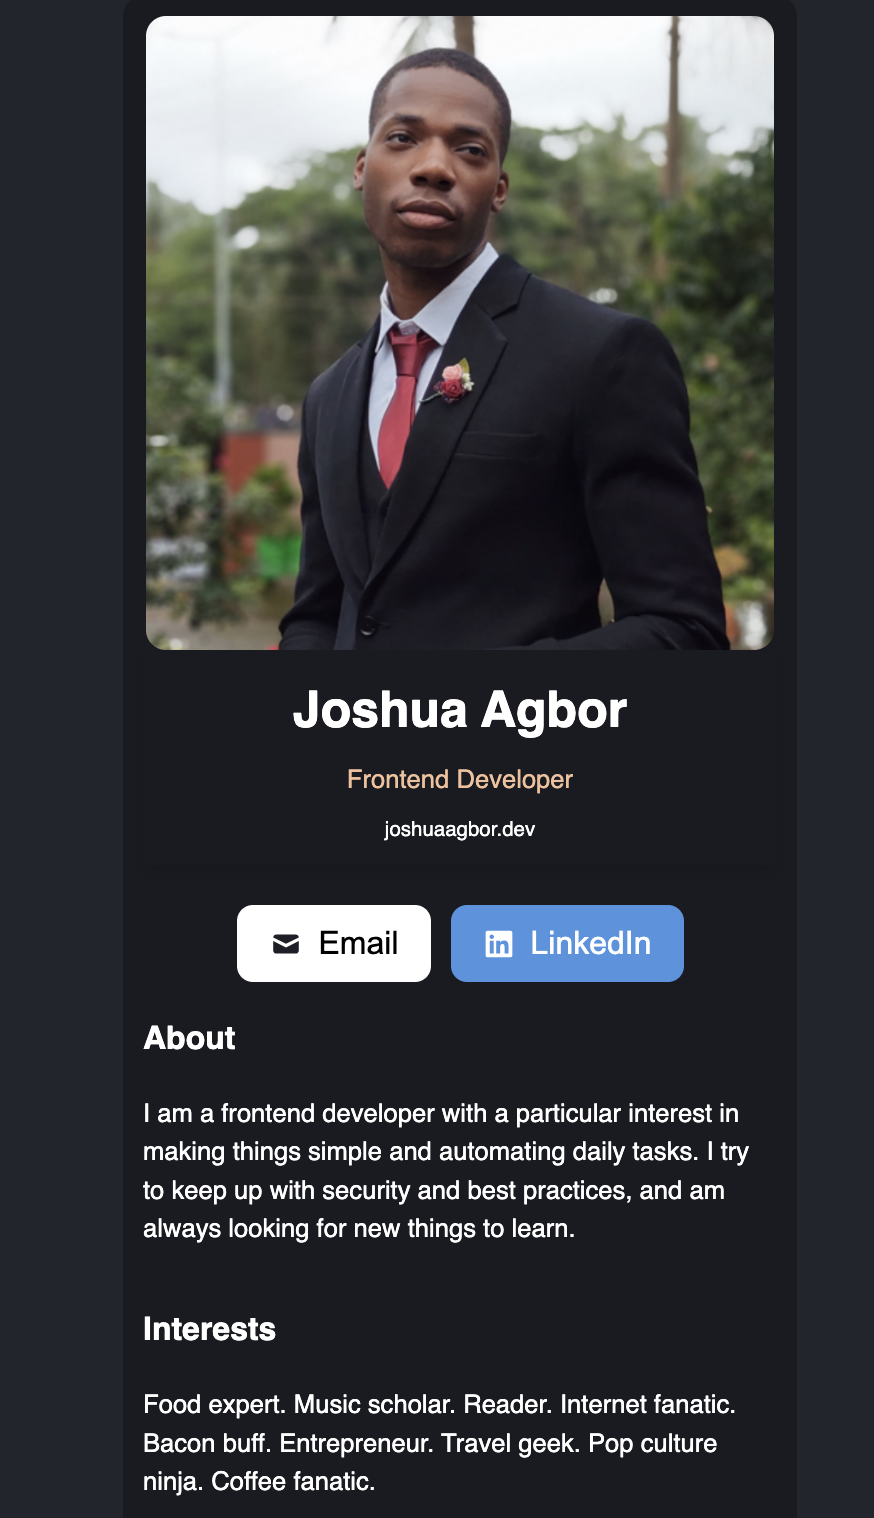 Joshua Agbor
Frontend Developer
joshuaagbor.dev
Email
in LinkedIn
About
I am a frontend developer with a particular interest in
making things simple and automating daily tasks. I try
to keep up with security and best practices, and am
always looking for new things to learn.
Interests
Food expert. Music scholar. Reader. Internet fanatic.
Bacon buff. Entrepreneur. Travel geek. Pop culture
ninja. Coffee fanatic.